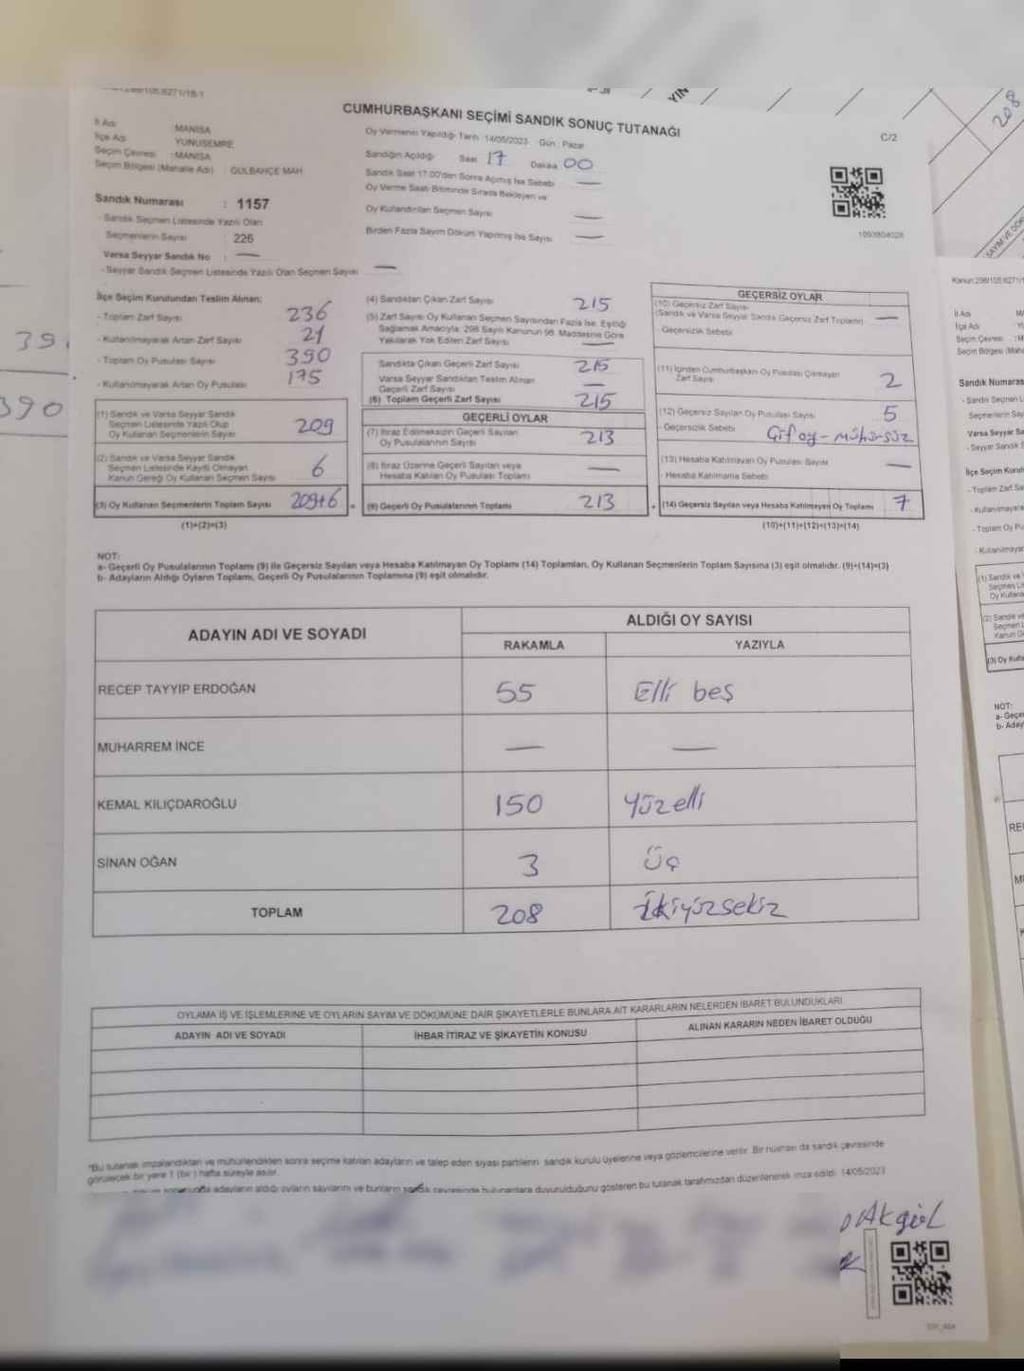 CUMHURBAŞKANI SEÇİMİ SANDIK SONUÇ TUTANAĞI
C/2
İl Adı : MANİSA
İlçe Adı : YUNUSEMRE
Seçim Çevresi : MANİSA
Seçim Bölgesi (Mahalle Adı) : GÜLBAHÇE MAH
Sandık Numarası : 1157
- Sandık Seçmen Listesinde Yazılı Olan
Seçmenlerin Sayısı 226
Varsa Seyyar Sandık No : —
- Seyyar Sandık Seçmen Listesinde Yazılı Olan Seçmen Sayısı —
Oy Vermenin Yapıldığı Tarih: 14/05/2023 Gün : Pazar
Sandığın Açıldığı Saat 17 Dakika 00
Sandık Saat 17.00'den Sonra Açılmış İse Sebebi —
Oy Verme Saati Bitiminde Sırada Bekleyen ve
Oy Kullandırılan Seçmen Sayısı —
Birden Fazla Sayım Döküm Yapılmış İse Sayısı —
1093804028
İlçe Seçim Kurulundan Teslim Alınan:
- Toplam Zarf Sayısı 236
- Kullanılmayarak Artan Zarf Sayısı 21
- Toplam Oy Pusulası Sayısı 390
- Kullanılmayarak Artan Oy Pusulası 175
(1) Sandık ve Varsa Seyyar Sandık
Seçmen Listesinde Yazılı Olup
Oy Kullanan Seçmenlerin Sayısı 209
(2) Sandık ve Varsa Seyyar Sandık
Seçmen Listesinde Kayıtlı Olmayan
Kanun Gereği Oy Kullanan Seçmen Sayısı 6
(3) Oy Kullanan Seçmenlerin Toplam Sayısı 209+6
(1)+(2)=(3)
(4) Sandıktan Çıkan Zarf Sayısı 215
(5) Zarf Sayısı Oy Kullanan Seçmen Sayısından Fazla İse, Eşitliği
Sağlamak Amacıyla, 298 Sayılı Kanunun 98. Maddesine Göre
Yakılarak Yok Edilen Zarf Sayısı —
Sandıkta Çıkan Geçerli Zarf Sayısı 215
Varsa Seyyar Sandıktan Teslim Alınan
Geçerli Zarf Sayısı —
(6) Toplam Geçerli Zarf Sayısı 215
GEÇERLİ OYLAR
(7) İtiraz Edilmeksizin Geçerli Sayılan
Oy Pusulalarının Sayısı 213
(8) İtiraz Üzerine Geçerli Sayılan veya
Hesaba Katılan Oy Pusulası Toplamı —
(9) Geçerli Oy Pusulalarının Toplamı 213
GEÇERSİZ OYLAR
(10) Geçersiz Zarf Sayısı
(Sandık ve Varsa Seyyar Sandık Geçersiz Zarf Toplamı) —
- Geçersizlik Sebebi
(11) İçinden Cumhurbaşkanı Oy Pusulası Çıkmayan
Zarf Sayısı 2
(12) Geçersiz Sayılan Oy Pusulası Sayısı 5
- Geçersizlik Sebebi Çift oy - mühürsüz
(13) Hesaba Katılmayan Oy Pusulası Sayısı —
- Hesaba Katılmama Sebebi
(14) Geçersiz Sayılan veya Hesaba Katılmayan Oy Toplamı 7
(10)+(11)+(12)+(13)=(14)
NOT:
a- Geçerli Oy Pusulalarının Toplamı (9) ile Geçersiz Sayılan veya Hesaba Katılmayan Oy Toplamı (14) Toplamları, Oy Kullanan Seçmenlerin Toplam Sayısına (3) eşit olmalıdır. (9)+(14)=(3)
b- Adayların Aldığı Oyların Toplamı, Geçerli Oy Pusulalarının Toplamına (9) eşit olmalıdır.
ADAYIN ADI VE SOYADI
ALDIĞI OY SAYISI
RAKAMLA YAZIYLA
RECEP TAYYIP ERDOĞAN 55 Elli beş
MUHARREM İNCE — —
KEMAL KILIÇDAROĞLU 150 Yüzelli
SİNAN OĞAN 3 Üç
TOPLAM 208 İkiyüzsekiz
OYLAMA İŞ VE İŞLEMLERİNE VE OYLARIN SAYIM VE DÖKÜMÜNE DAİR ŞİKAYETLERLE BUNLARA AİT KARARLARIN NELERDEN İBARET BULUNDUKLARI
ADAYIN ADI VE SOYADI İHBAR İTİRAZ VE ŞİKAYETİN KONUSU ALINAN KARARIN NEDEN İBARET OLDUĞU
*Bu tutanak imzalandıktan ve mühürlendikten sonra seçime katılan adayların ve talep eden siyasi partilerin sandık kurulu üyelerine veya gözlemcilerine verilir. Bir nüshası da sandık çevresinde
görülecek bir yere 1 (bir) hafta süreyle asılır.
adayların aldığı oyların sayılarını ve bunların sandık çevresinde bulunanlara duyurulduğunu gösteren bu tutanak tarafımızdan düzenlenerek imza edildi. 14/05/2023
Akgül
390
208